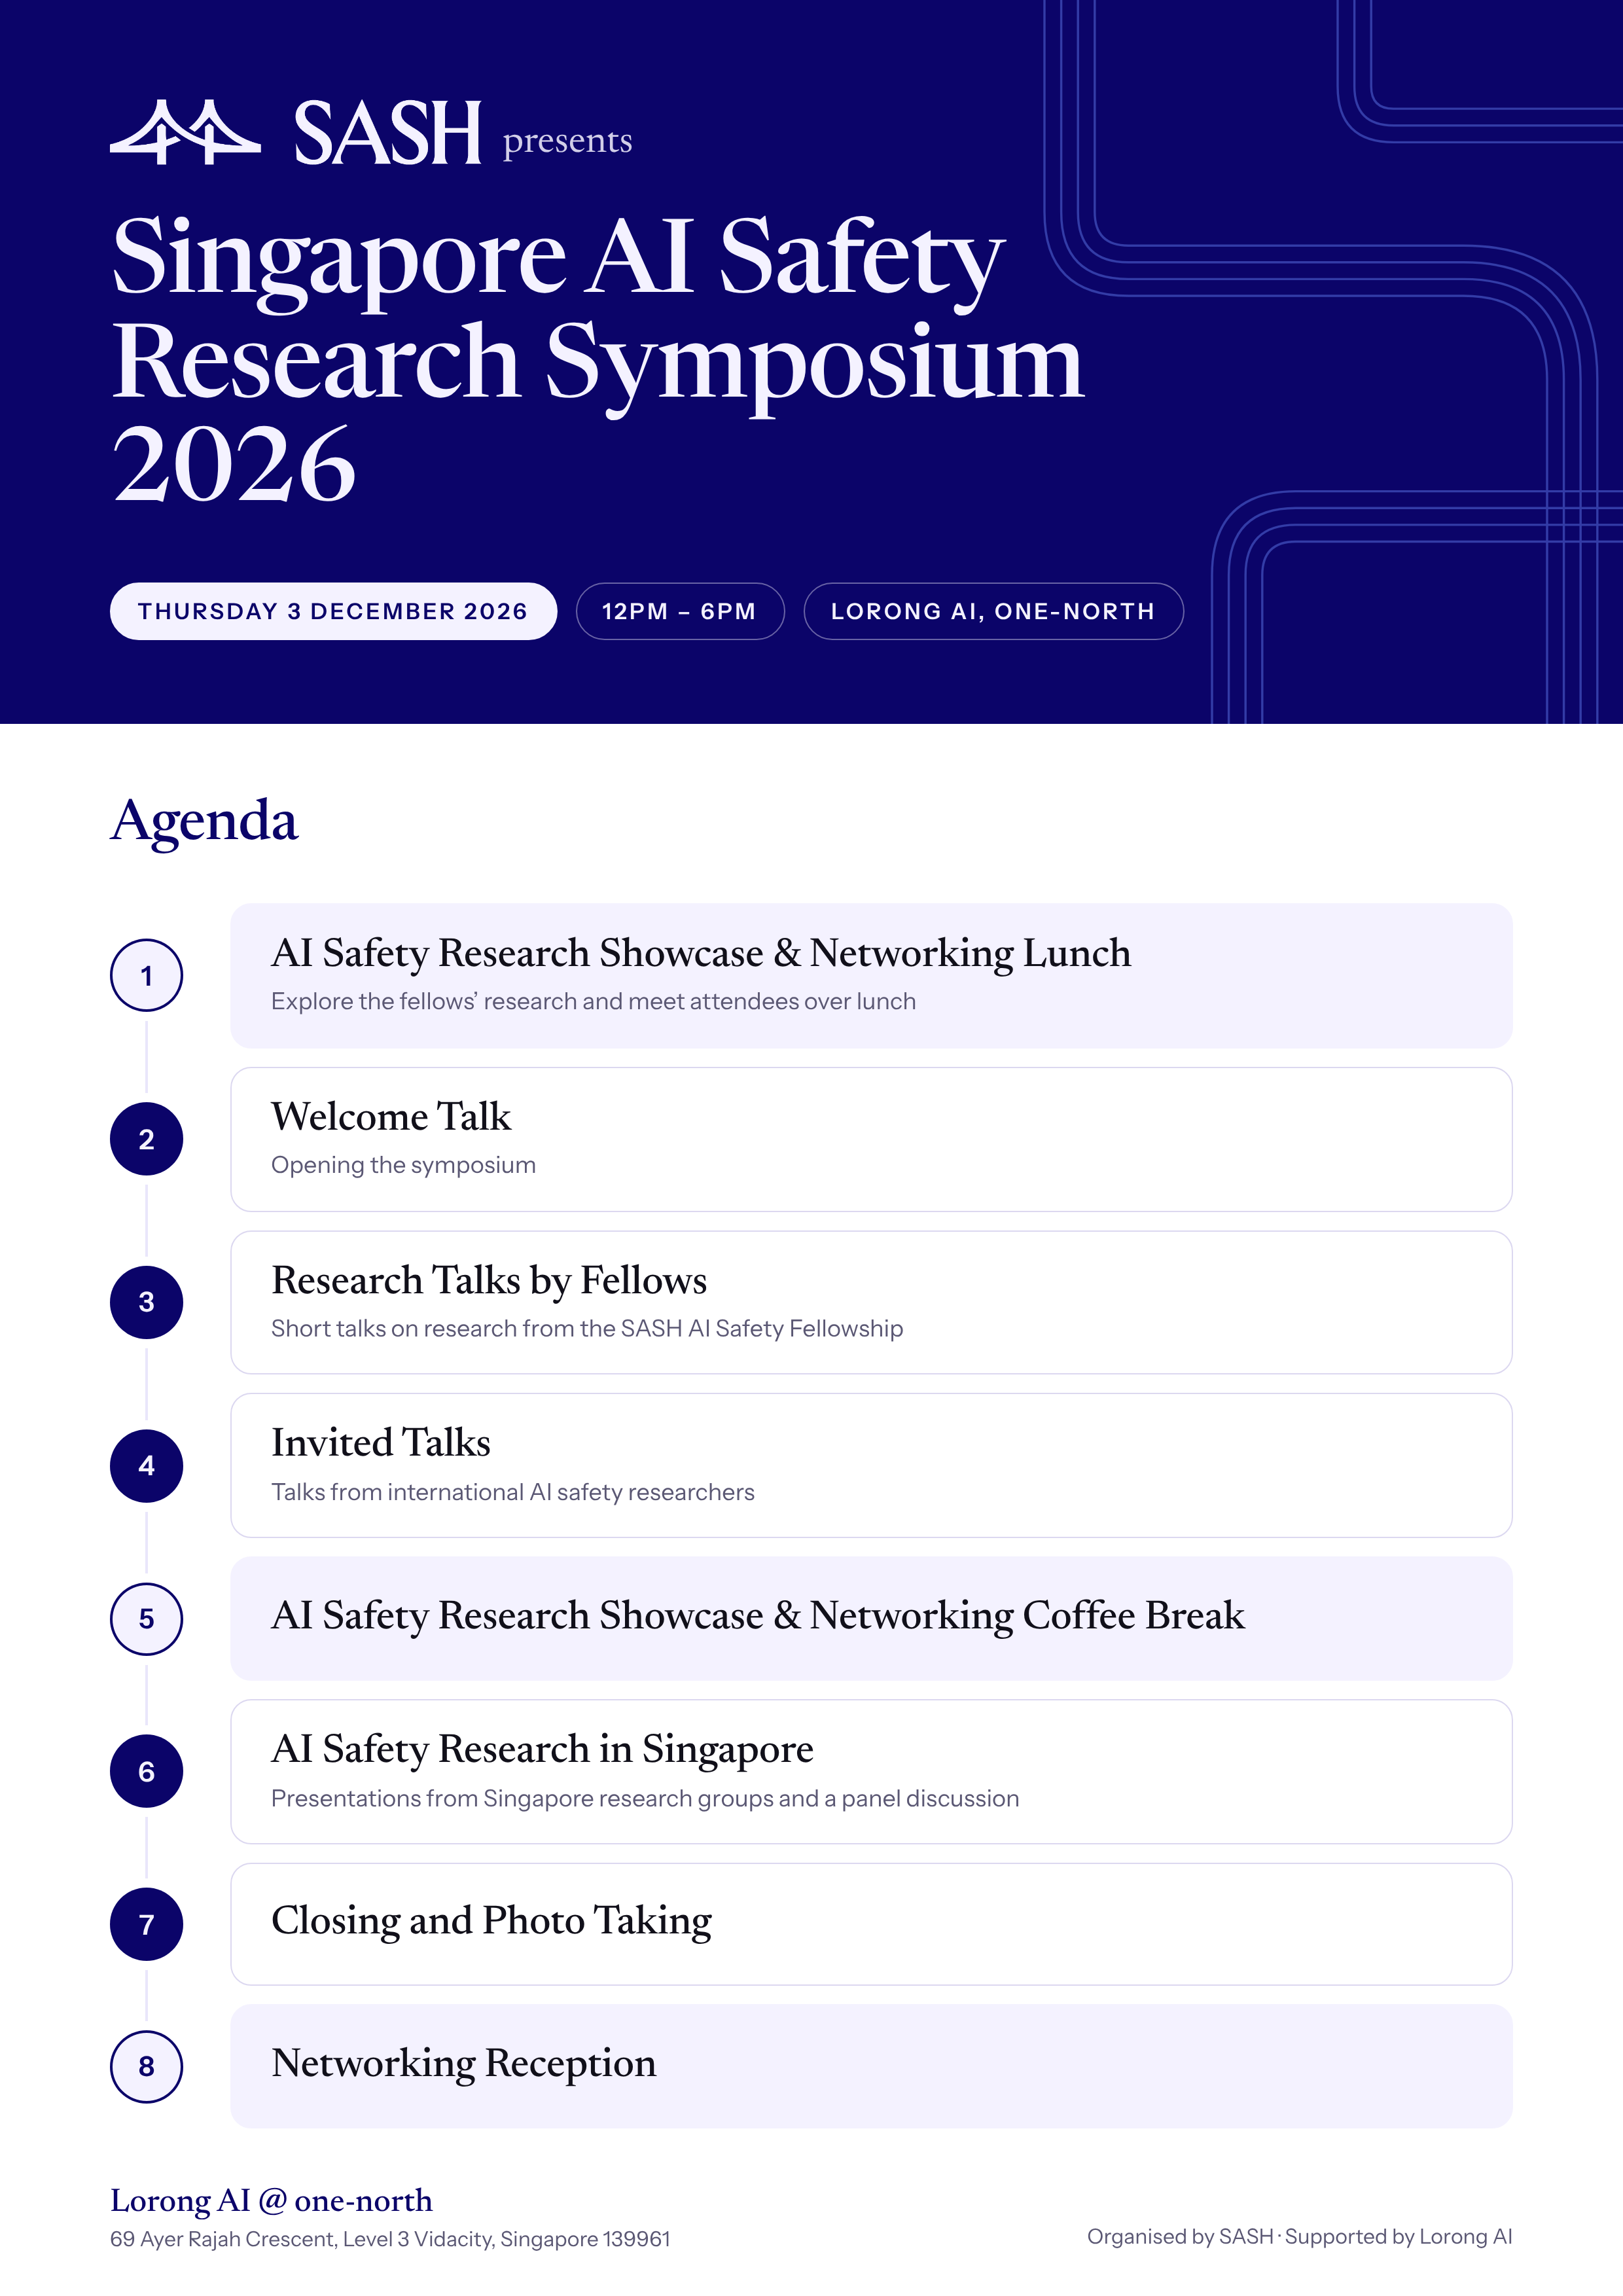 SASH presents
Singapore AI Safety
Research Symposium
2026
THURSDAY 3 DECEMBER 2026
12PM – 6PM
LORONG AI, ONE-NORTH
Agenda
1
AI Safety Research Showcase & Networking Lunch
Explore the fellows’ research and meet attendees over lunch
2
Welcome Talk
Opening the symposium
3
Research Talks by Fellows
Short talks on research from the SASH AI Safety Fellowship
4
Invited Talks
Talks from international AI safety researchers
5
AI Safety Research Showcase & Networking Coffee Break
6
AI Safety Research in Singapore
Presentations from Singapore research groups and a panel discussion
7
Closing and Photo Taking
8
Networking Reception
Lorong AI @ one-north
69 Ayer Rajah Crescent, Level 3 Vidacity, Singapore 139961
Organised by SASH · Supported by Lorong AI